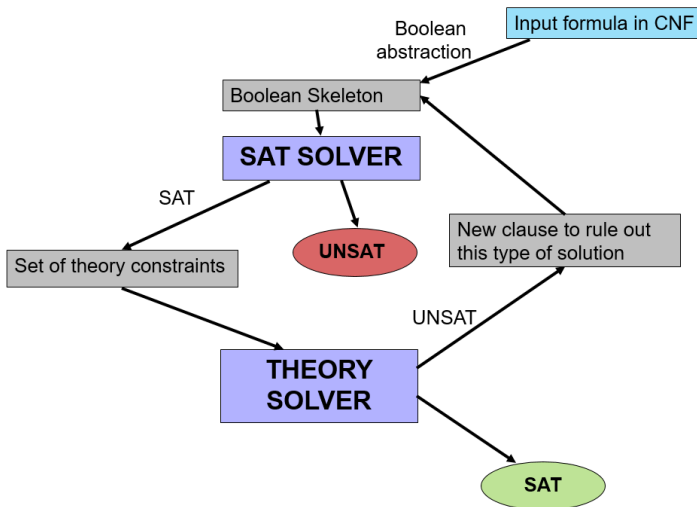 Input formula in CNF
Boolean
abstraction
Boolean Skeleton
SAT SOLVER
SAT
UNSAT
New clause to rule out
this type of solution
Set of theory constraints
UNSAT
THEORY
SOLVER
SAT